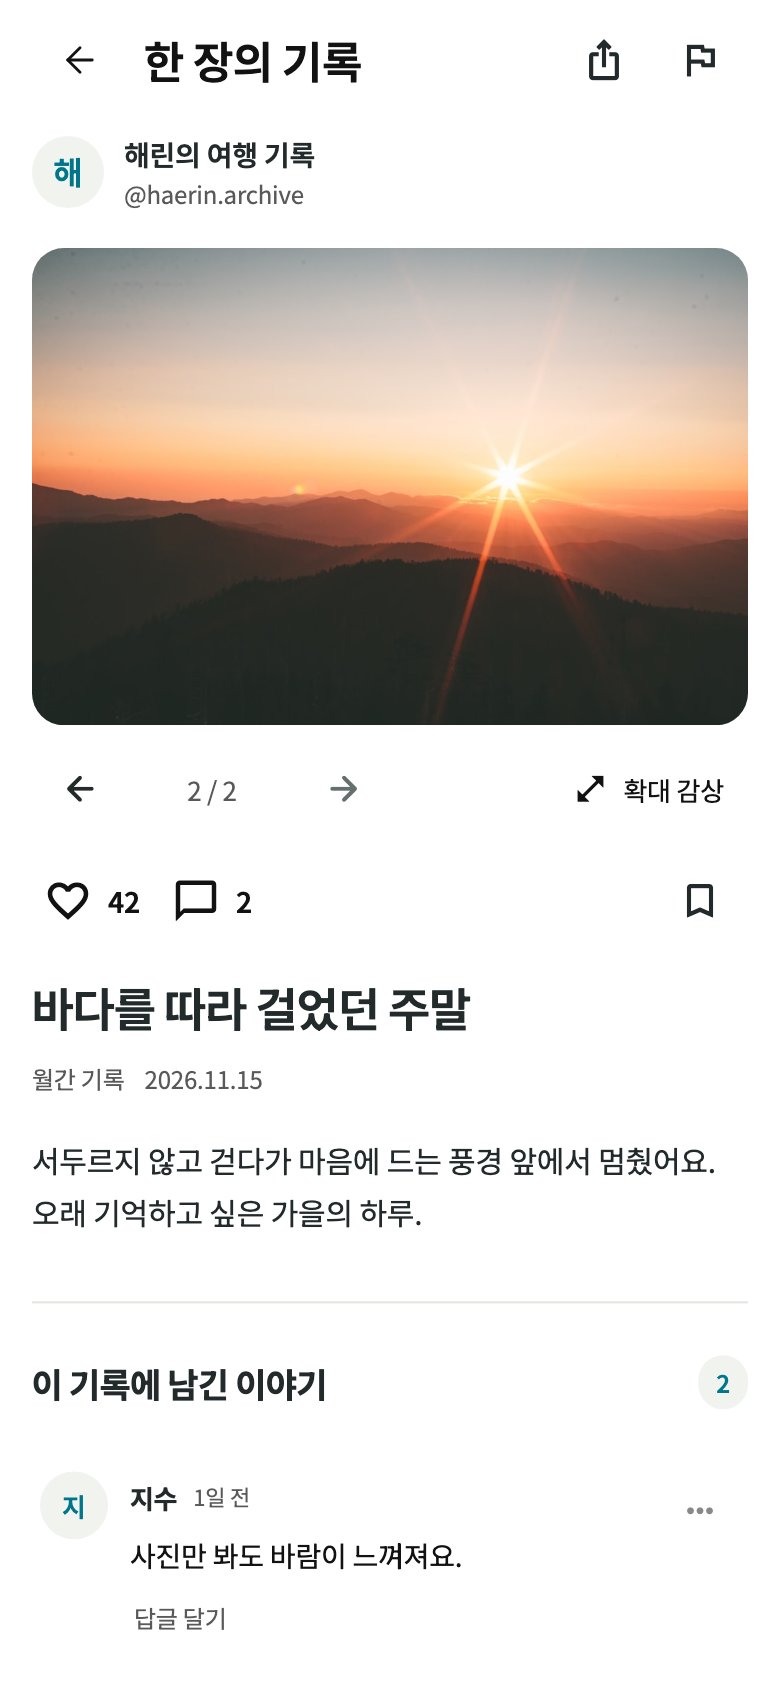 한 장의 기록
해
해린의 여행 기록
@haerin.archive
2 / 2
확대 감상
42
2
바다를 따라 걸었던 주말
월간 기록 2026.11.15
서두르지 않고 걷다가 마음에 드는 풍경 앞에서 멈췄어요.
오래 기억하고 싶은 가을의 하루.
이 기록에 남긴 이야기
2
지
지수 1일 전
사진만 봐도 바람이 느껴져요.
답글 달기